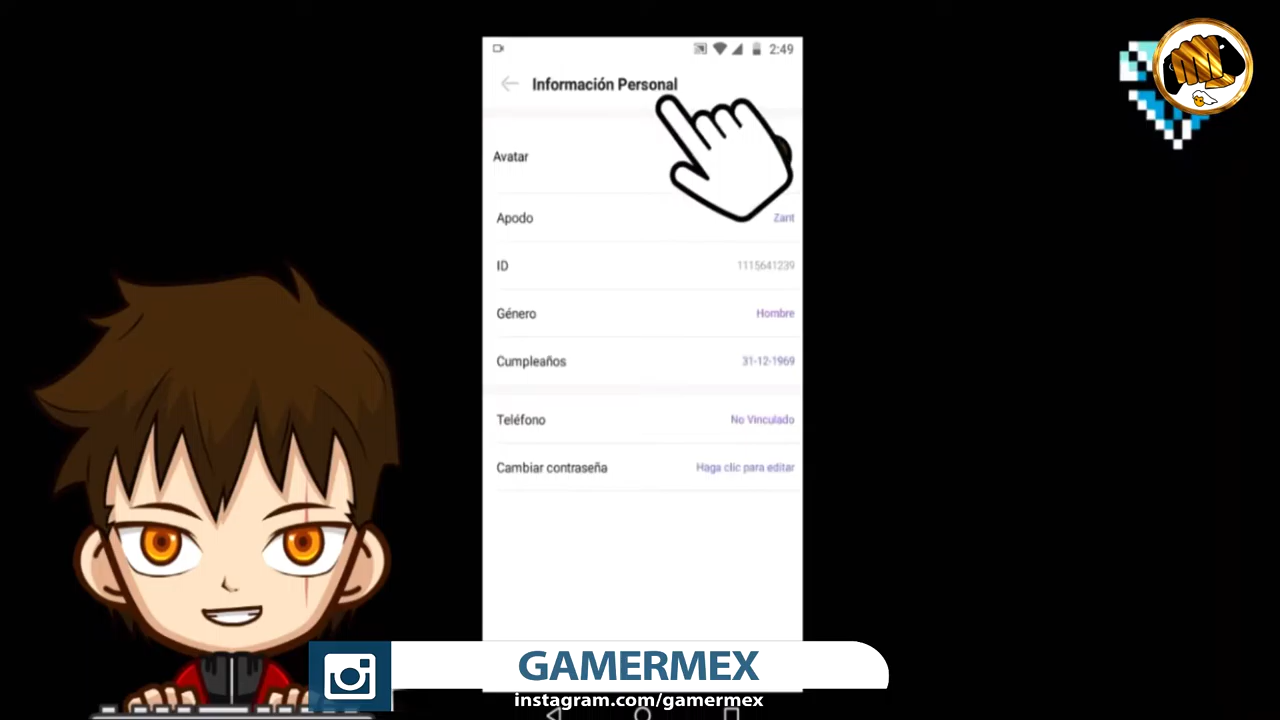 2:49
Información Personal
Avatar
Apodo Zant
ID 1115641239
Género Hombre
Cumpleaños 31-12-1969
Teléfono No Vinculado
Cambiar contraseña Haga clic para editar
GAMERMEX
instagram.com/gamermex